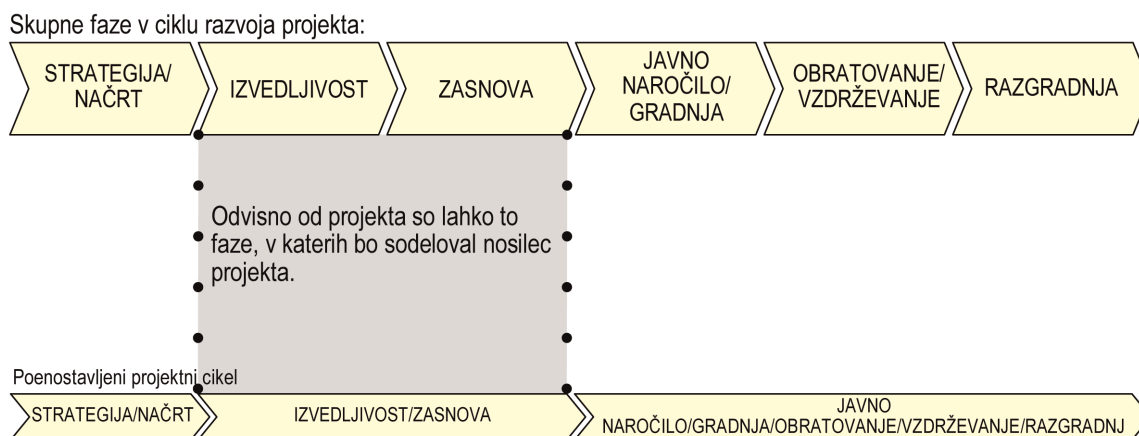 Skupne faze v ciklu razvoja projekta:
STRATEGIJA/
NAČRT
IZVEDLJIVOST
ZASNOVA
JAVNO
NAROČILO/
GRADNJA
OBRATOVANJE/
VZDRŽEVANJE
RAZGRADNJA
Odvisno od projekta so lahko to
faze, v katerih bo sodeloval nosilec
projekta.
Poenostavljeni projektni cikel
STRATEGIJA/NAČRT
IZVEDLJIVOST/ZASNOVA
JAVNO
NAROČILO/GRADNJA/OBRATOVANJE/VZDRŽEVANJE/RAZGRADNJ